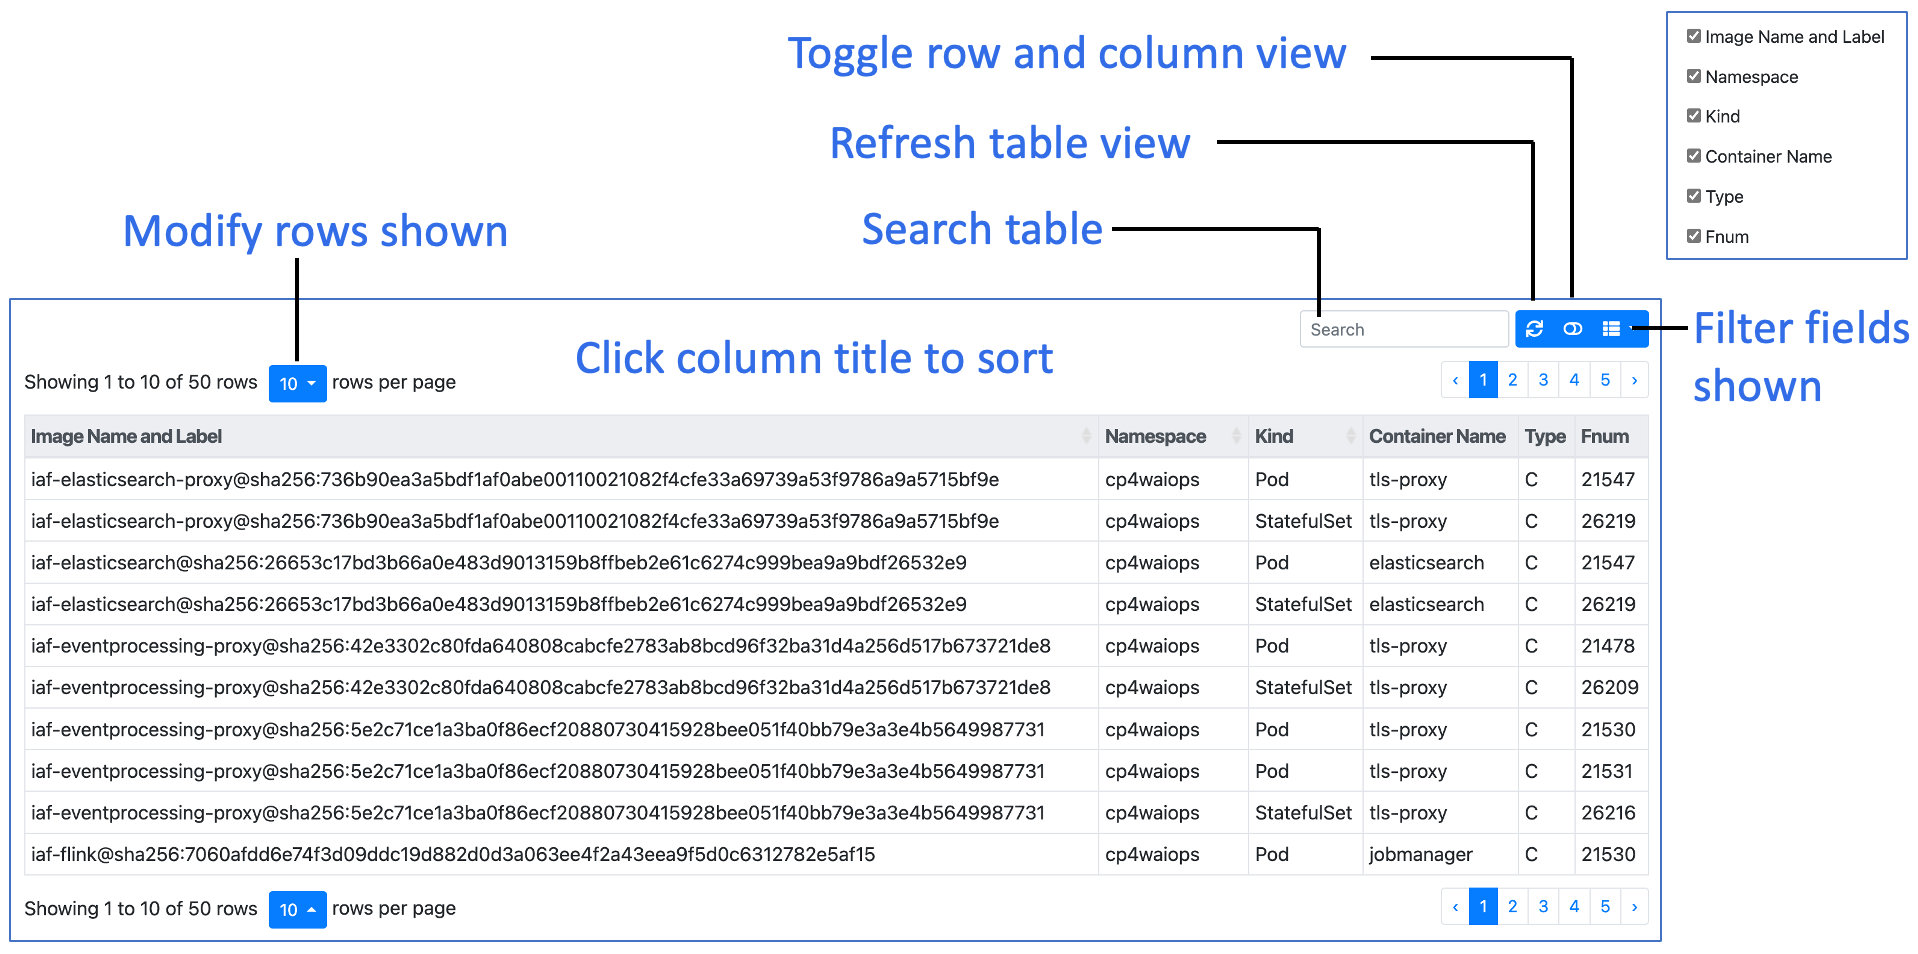 Toggle row and column view
Refresh table view
Search table
Modify rows shown
Image Name and Label
Namespace
Kind
Container Name
Type
Fnum
Filter fields
shown
Search
Click column title to sort
Showing 1 to 10 of 50 rows 10 rows per page
‹ 1 2 3 4 5 ›
Image Name and Label Namespace Kind Container Name Type Fnum
iaf-elasticsearch-proxy@sha256:736b90ea3a5bdf1af0abe00110021082f4cfe33a69739a53f9786a9a5715bf9e cp4waiops Pod tls-proxy C 21547
iaf-elasticsearch-proxy@sha256:736b90ea3a5bdf1af0abe00110021082f4cfe33a69739a53f9786a9a5715bf9e cp4waiops StatefulSet tls-proxy C 26219
iaf-elasticsearch@sha256:26653c17bd3b66a0e483d9013159b8ffbeb2e61c6274c999bea9a9bdf26532e9 cp4waiops Pod elasticsearch C 21547
iaf-elasticsearch@sha256:26653c17bd3b66a0e483d9013159b8ffbeb2e61c6274c999bea9a9bdf26532e9 cp4waiops StatefulSet elasticsearch C 26219
iaf-eventprocessing-proxy@sha256:42e3302c80fda640808cabcfe2783ab8bcd96f32ba31d4a256d517b673721de8 cp4waiops Pod tls-proxy C 21478
iaf-eventprocessing-proxy@sha256:42e3302c80fda640808cabcfe2783ab8bcd96f32ba31d4a256d517b673721de8 cp4waiops StatefulSet tls-proxy C 26209
iaf-eventprocessing-proxy@sha256:5e2c71ce1a3ba0f86ecf20880730415928bee051f40bb79e3a3e4b5649987731 cp4waiops Pod tls-proxy C 21530
iaf-eventprocessing-proxy@sha256:5e2c71ce1a3ba0f86ecf20880730415928bee051f40bb79e3a3e4b5649987731 cp4waiops Pod tls-proxy C 21531
iaf-eventprocessing-proxy@sha256:5e2c71ce1a3ba0f86ecf20880730415928bee051f40bb79e3a3e4b5649987731 cp4waiops StatefulSet tls-proxy C 26216
iaf-flink@sha256:7060afdd6e74f3d09ddc19d882d0d3a063ee4f2a43eea9f5d0c6312782e5af15 cp4waiops Pod jobmanager C 21530
Showing 1 to 10 of 50 rows 10 rows per page
‹ 1 2 3 4 5 ›